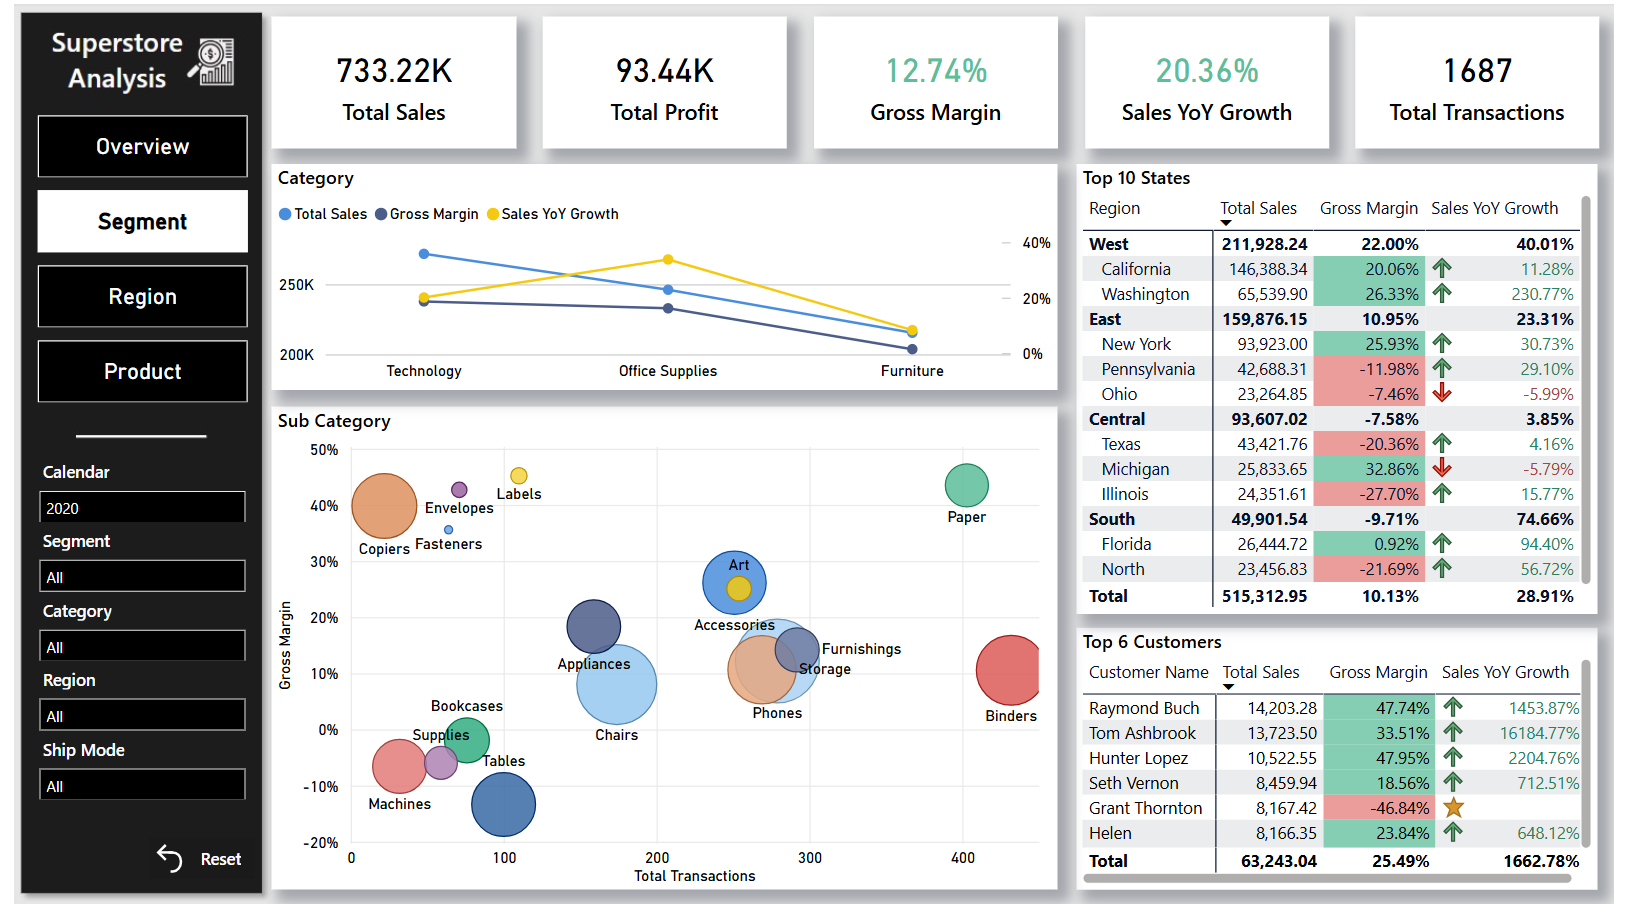 Superstore
Analysis
Overview
Segment
Region
Product
Calendar
2020
Segment
All
Category
All
Region
All
Ship Mode
All
Reset
733.22K
Total Sales
93.44K
Total Profit
12.74%
Gross Margin
20.36%
Sales YoY Growth
1687
Total Transactions
Category
Total Sales Gross Margin Sales YoY Growth
40%
250K
20%
200K
0%
Technology Office Supplies Furniture
Sub Category
Gross Margin
50%
40%
30%
20%
10%
0%
-10%
-20%
Labels
Envelopes
Paper
Copiers Fasteners
Art
Accessories
Furnishings
Appliances
Storage
Bookcases
Phones
Binders
Chairs
Supplies
Tables
Machines
0 100 200 300 400
Total Transactions
Top 10 States
Region Total Sales Gross Margin Sales YoY Growth
West 211,928.24 22.00% 40.01%
California 146,388.34 20.06% 11.28%
Washington 65,539.90 26.33% 230.77%
East 159,876.15 10.95% 23.31%
New York 93,923.00 25.93% 30.73%
Pennsylvania 42,688.31 -11.98% 29.10%
Ohio 23,264.85 -7.46% -5.99%
Central 93,607.02 -7.58% 3.85%
Texas 43,421.76 -20.36% 4.16%
Michigan 25,833.65 32.86% -5.79%
Illinois 24,351.61 -27.70% 15.77%
South 49,901.54 -9.71% 74.66%
Florida 26,444.72 0.92% 94.40%
North 23,456.83 -21.69% 56.72%
Total 515,312.95 10.13% 28.91%
Top 6 Customers
Customer Name Total Sales Gross Margin Sales YoY Growth
Raymond Buch 14,203.28 47.74% 1453.87%
Tom Ashbrook 13,723.50 33.51% 16184.77%
Hunter Lopez 10,522.55 47.95% 2204.76%
Seth Vernon 8,459.94 18.56% 712.51%
Grant Thornton 8,167.42 -46.84%
Helen 8,166.35 23.84% 648.12%
Total 63,243.04 25.49% 1662.78%